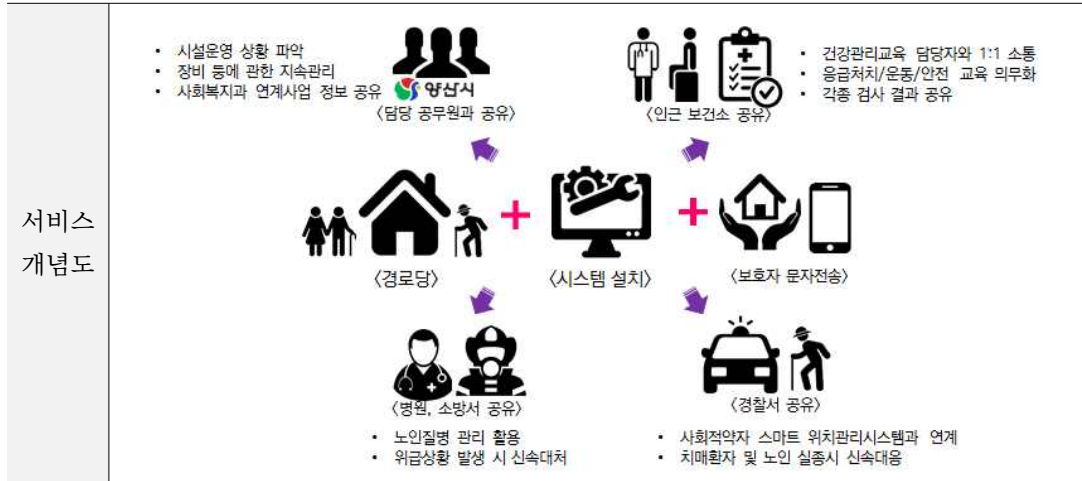 서비스
개념도
• 시설운영 상황 파악
• 장비 등에 관한 지속관리
• 사회복지과 연계사업 정보 공유
양산시
<담당 공무원과 공유>
• 건강관리교육 담당자와 1:1 소통
• 응급처치/운동/안전 교육 의무화
• 각종 검사 결과 공유
<인근 보건소 공유>
<경로당>
<시스템 설치>
<보호자 문자전송>
<병원, 소방서 공유>
• 노인질병 관리 활용
• 위급상황 발생 시 신속대처
<경찰서 공유>
• 사회적약자 스마트 위치관리시스템과 연계
• 치매환자 및 노인 실종시 신속대응